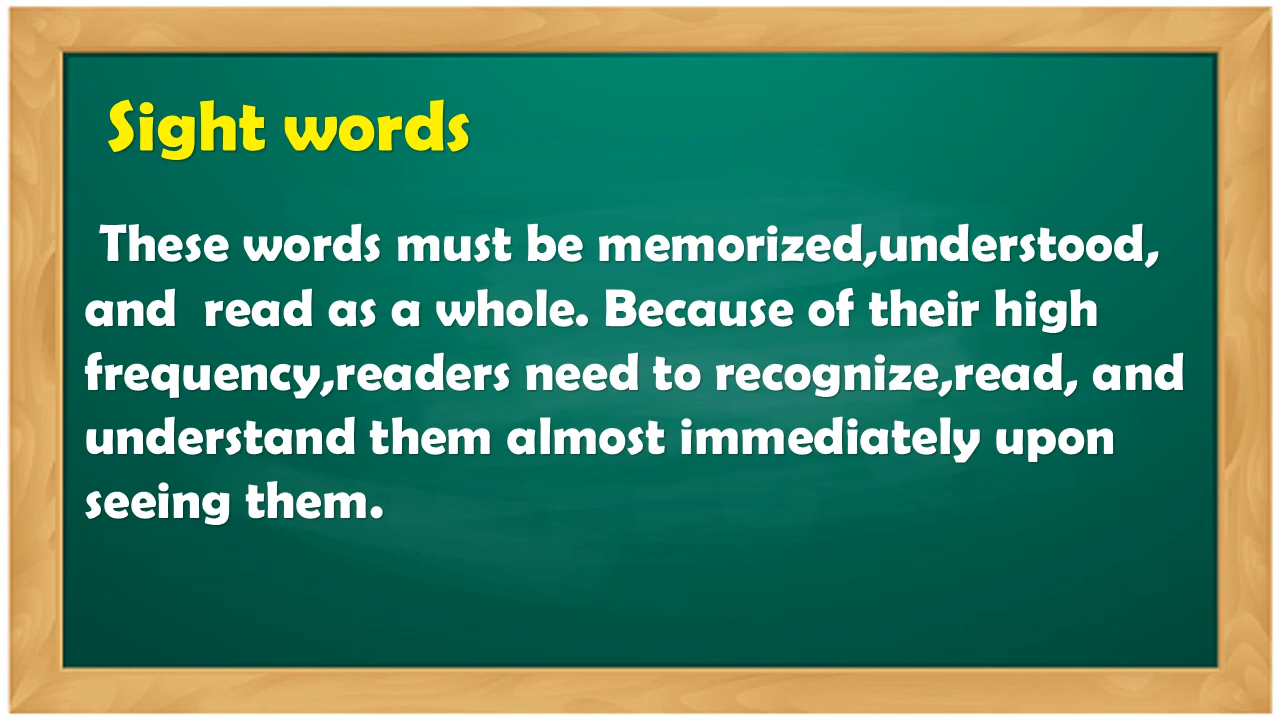 Sight words
These words must be memorized,understood,
and read as a whole. Because of their high
frequency,readers need to recognize,read, and
understand them almost immediately upon
seeing them.